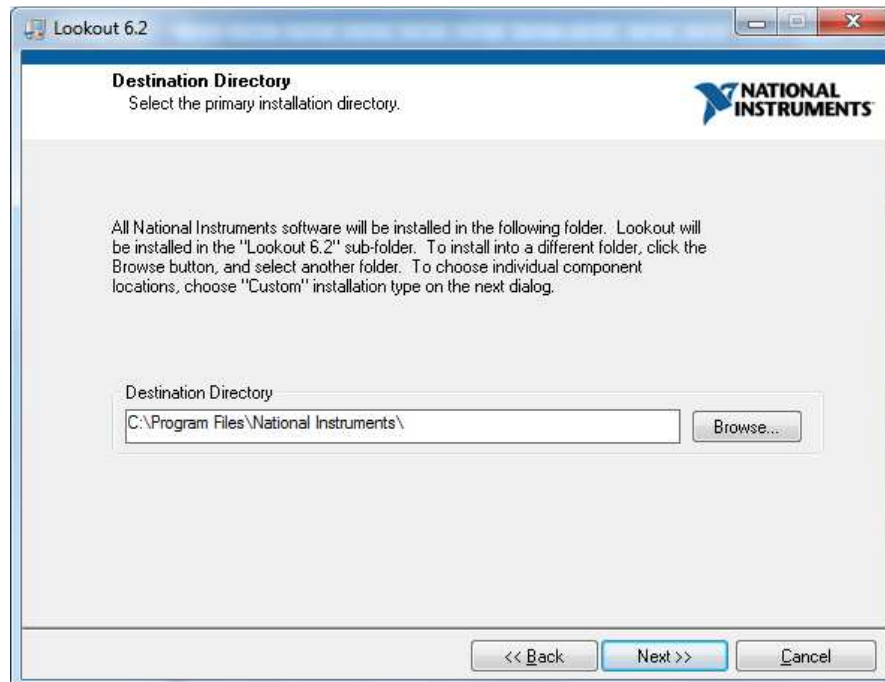 Lookout 6.2
Destination Directory
Select the primary installation directory.
NATIONAL
INSTRUMENTS
All National Instruments software will be installed in the following folder.  Lookout will
be installed in the "Lookout 6.2" sub-folder.  To install into a different folder, click the
Browse button, and select another folder.  To choose individual component
locations, choose "Custom" installation type on the next dialog.
Destination Directory
C:\Program Files\National Instruments\
Browse...
<< Back
Next >>
Cancel